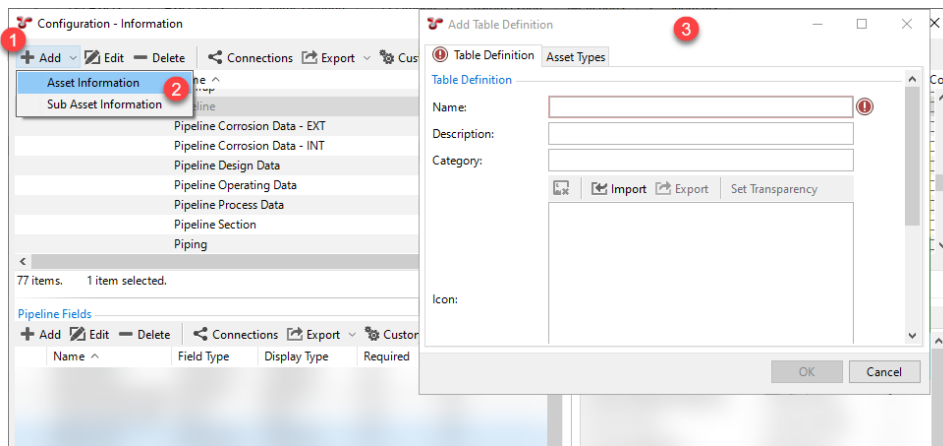 Configuration - Information
1
Add Edit Delete Connections Export Cus
Asset Information
2
Sub Asset Information
Pipeline Corrosion Data - EXT
Pipeline Corrosion Data - INT
Pipeline Design Data
Pipeline Operating Data
Pipeline Process Data
Pipeline Section
Piping
77 items. 1 item selected.
Pipeline Fields
Add Edit Delete Connections Export Custor
Name Field Type Display Type Required
Add Table Definition
3
Table Definition Asset Types
Table Definition
Name:
Description:
Category:
Import Export Set Transparency
Icon:
OK Cancel
Co